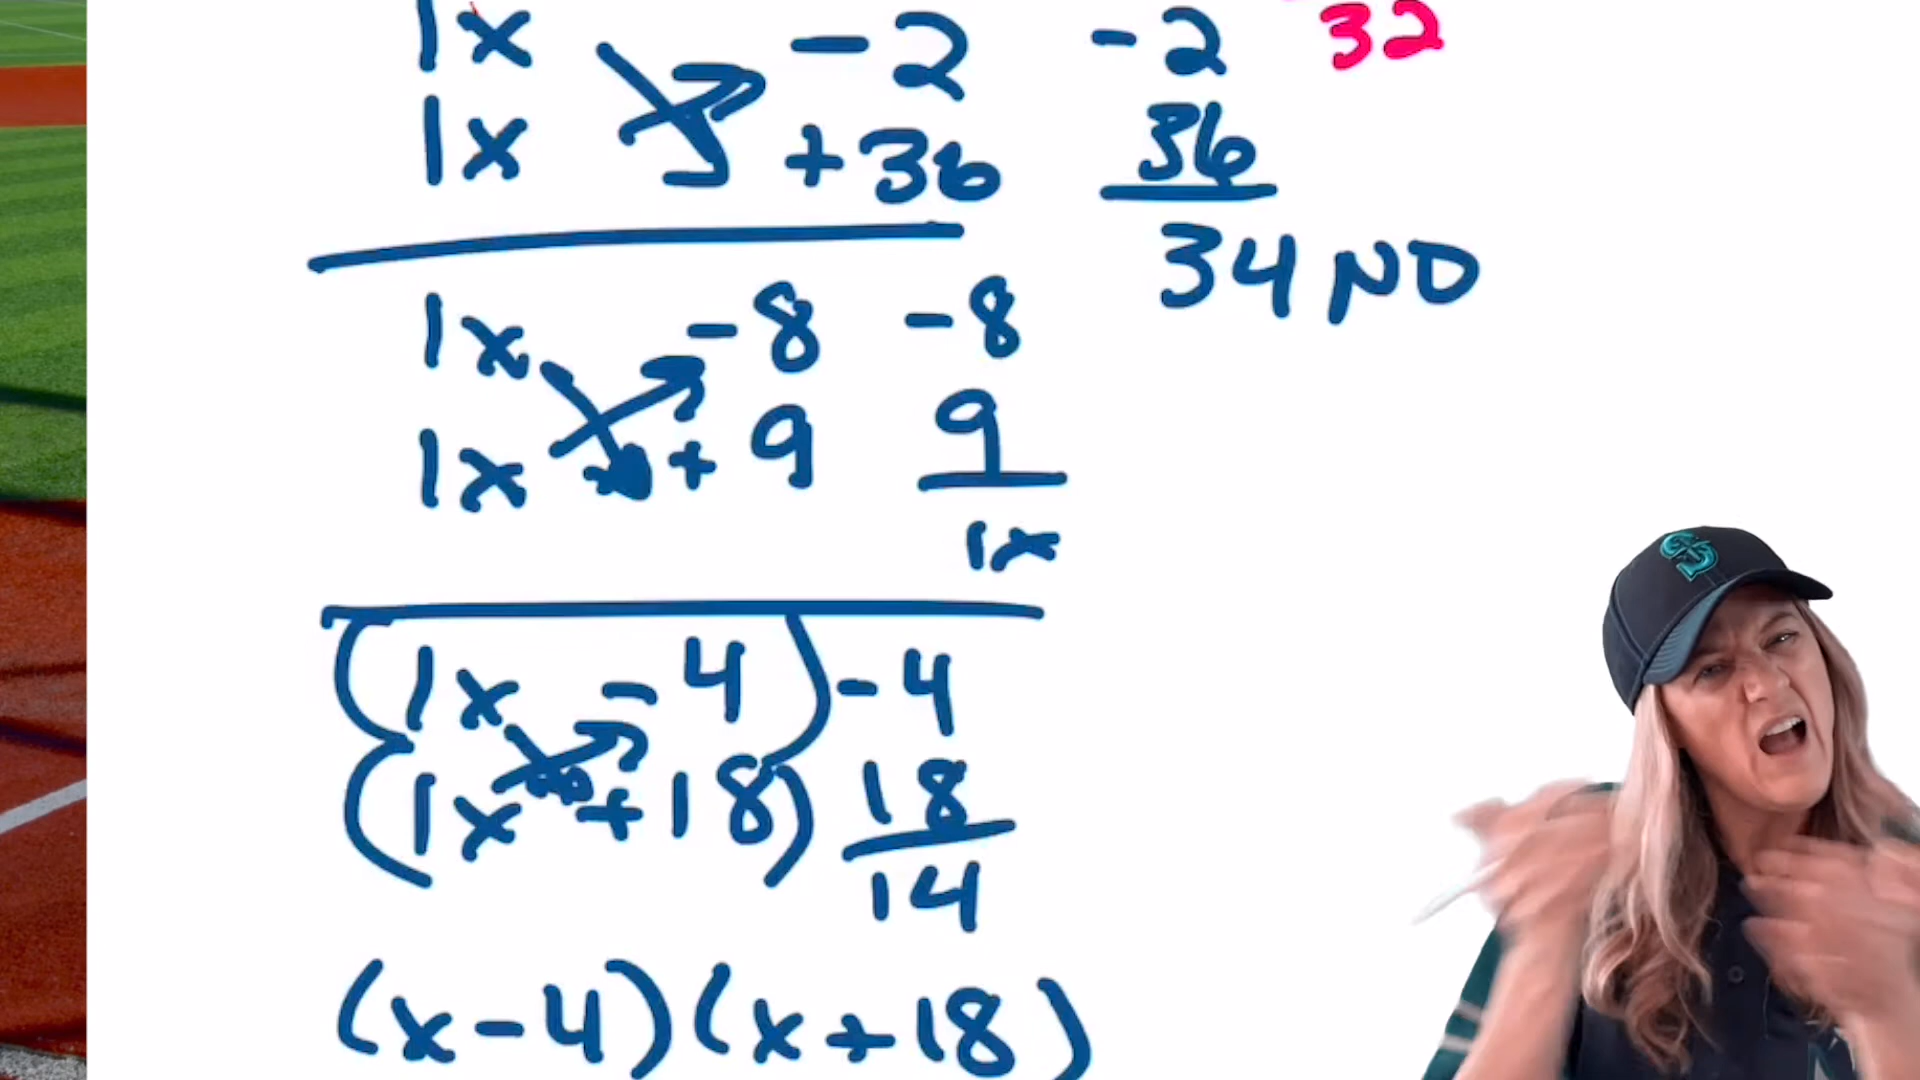 1x - 2 - 2 32
1x +36 36
34 NO
1x - 8 - 8
1x + 9 9
1x
(1x - 4) - 4
(1x + 18) 18
14
(x - 4)(x + 18)
S